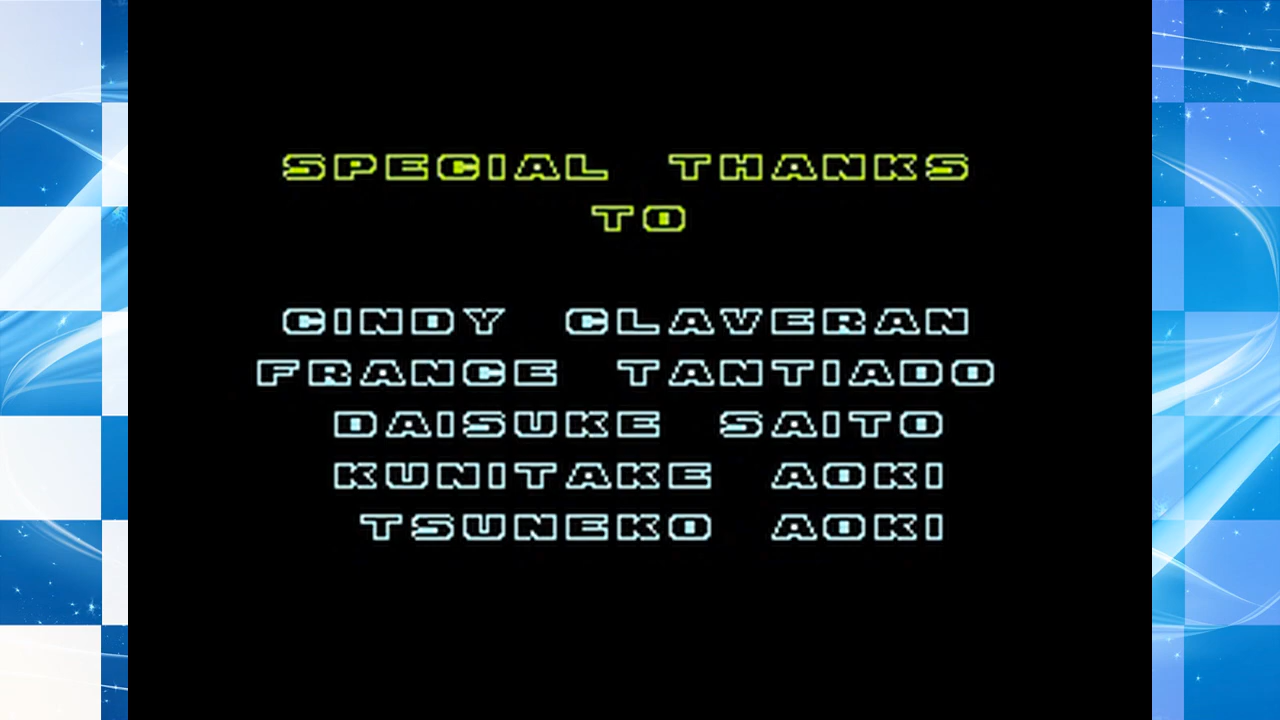 SPECIAL THANKS
TO
CINDY CLAVERAN
FRANCE TANTIADO
DAISUKE SAITO
KUNITAKE AOKI
TSUNEKO AOKI